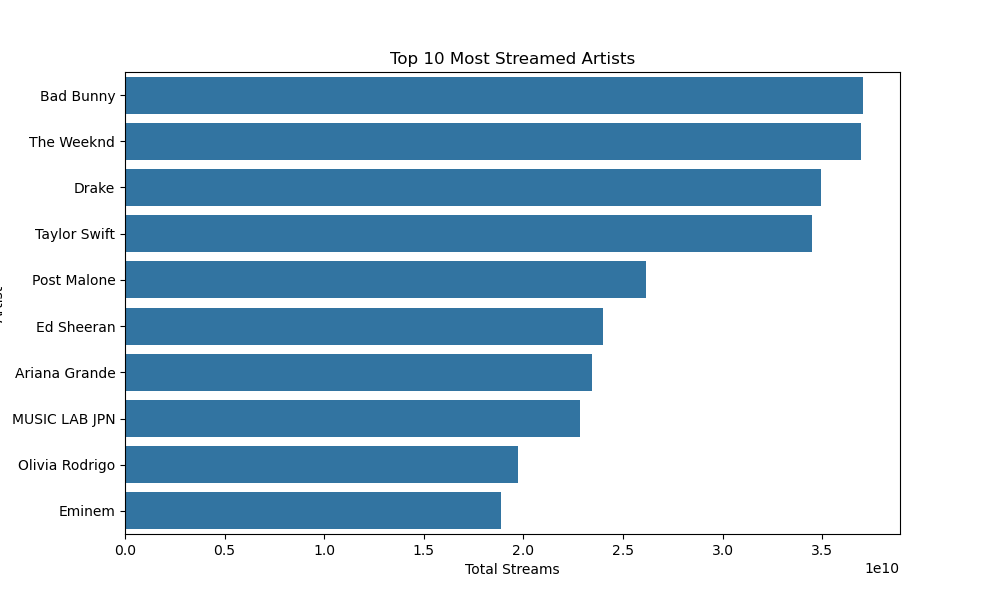 Top 10 Most Streamed Artists
Bad Bunny
The Weeknd
Drake
Taylor Swift
Post Malone
Ed Sheeran
Ariana Grande
MUSIC LAB JPN
Olivia Rodrigo
Eminem
0.0 0.5 1.0 1.5 2.0 2.5 3.0 3.5
1e10
Total Streams